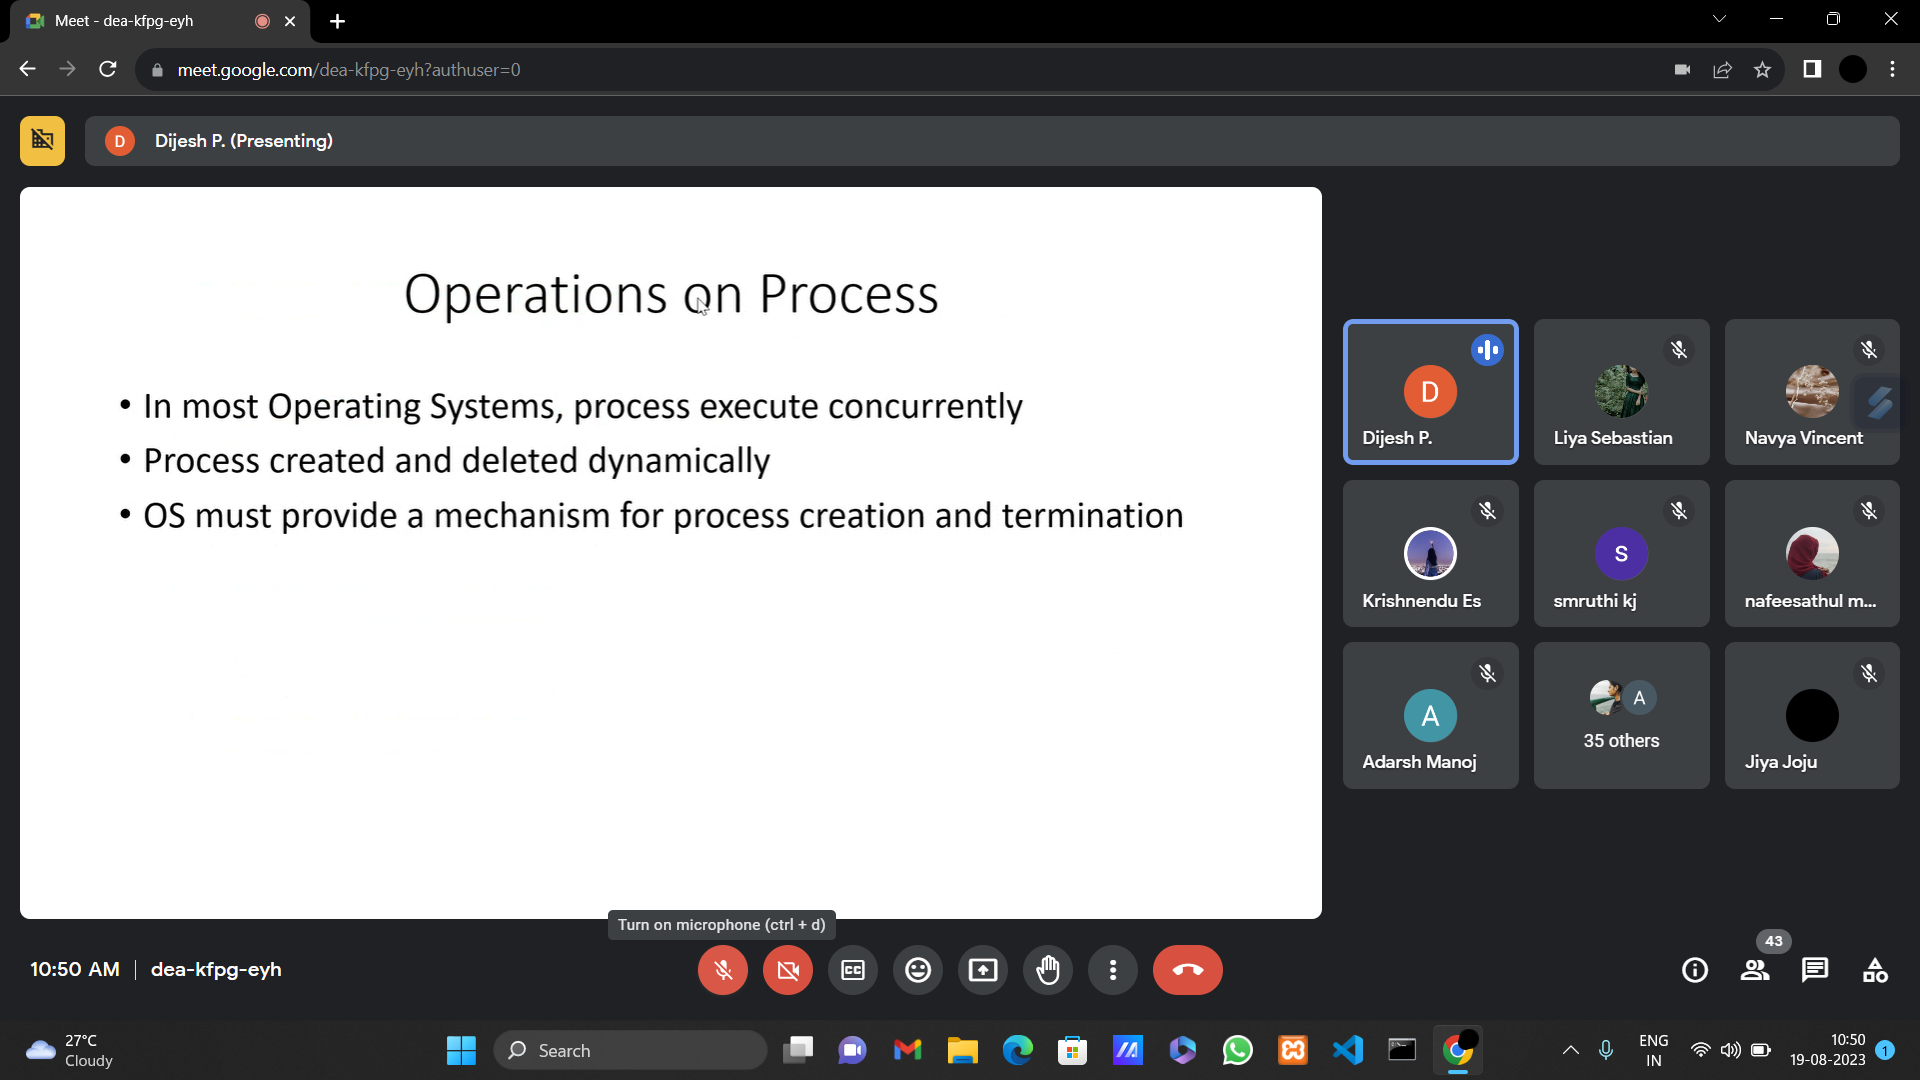 Meet - dea-kfpg-eyh
meet.google.com/dea-kfpg-eyh?authuser=0
D Dijesh P. (Presenting)
Operations on Process
• In most Operating Systems, process execute concurrently
• Process created and deleted dynamically
• OS must provide a mechanism for process creation and termination
D
Dijesh P.
Liya Sebastian
Navya Vincent
Krishnendu Es
S
smruthi kj
nafeesathul m...
A
Adarsh Manoj
A
35 others
Jiya Joju
Turn on microphone (ctrl + d)
10:50 AM | dea-kfpg-eyh
CC
43
27°C
Cloudy
Search
ENG
IN
10:50
19-08-2023
1